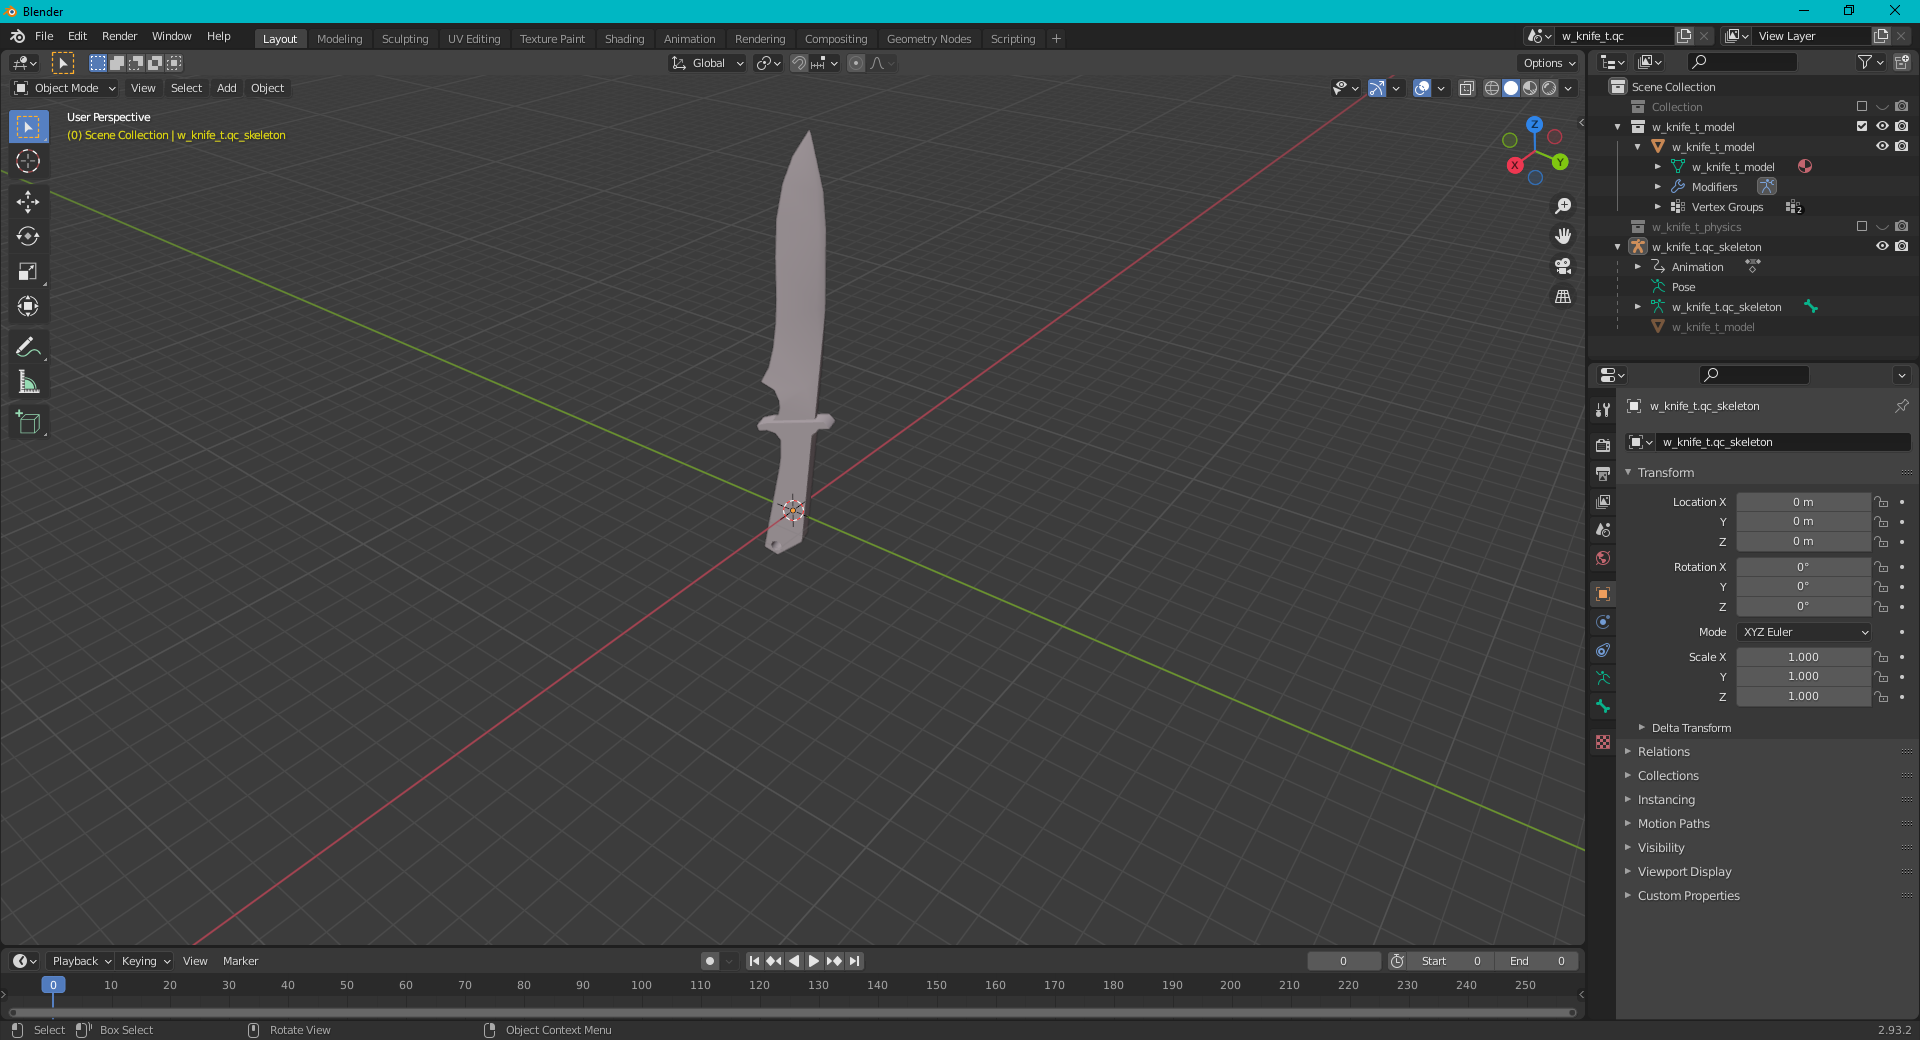 Blender
File Edit Render Window Help
Layout Modeling Sculpting UV Editing Texture Paint Shading Animation Rendering Compositing Geometry Nodes Scripting +
w_knife_t.qc
View Layer
Global
Options
Object Mode View Select Add Object
User Perspective
(0) Scene Collection | w_knife_t.qc_skeleton
Z
Y
X
Scene Collection
Collection
w_knife_t_model
w_knife_t_model
w_knife_t_model
Modifiers
Vertex Groups 2
w_knife_t_physics
w_knife_t.qc_skeleton
Animation
Pose
w_knife_t.qc_skeleton
w_knife_t_model
w_knife_t.qc_skeleton
w_knife_t.qc_skeleton
Transform
Location X 0 m
Y 0 m
Z 0 m
Rotation X 0°
Y 0°
Z 0°
Mode XYZ Euler
Scale X 1.000
Y 1.000
Z 1.000
Delta Transform
Relations
Collections
Instancing
Motion Paths
Visibility
Viewport Display
Custom Properties
Playback Keying View Marker
0 Start 0 End 0
0 10 20 30 40 50 60 70 80 90 100 110 120 130 140 150 160 170 180 190 200 210 220 230 240 250
Select Box Select Rotate View Object Context Menu 2.93.2